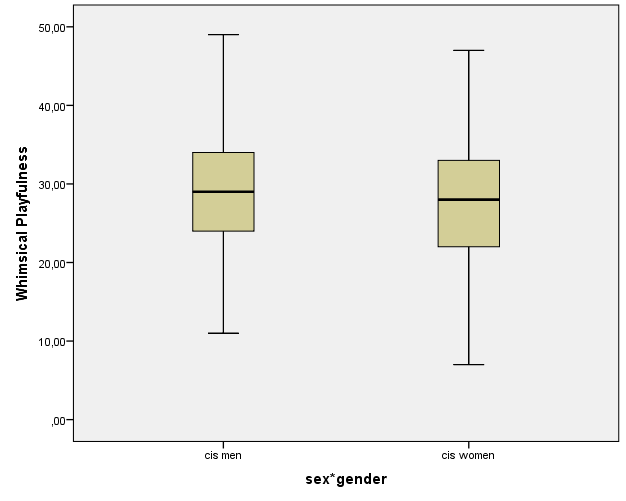 50,00
40,00
30,00
20,00
10,00
,00
Whimsical Playfulness
cis men
cis women
sex*gender